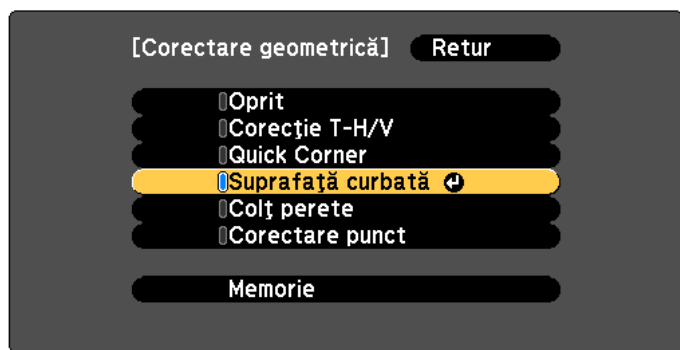 [Corectare geometrică] Retur
Oprit
Corecţie T-H/V
Quick Corner
Suprafaţă curbată
Colţ perete
Corectare punct
Memorie